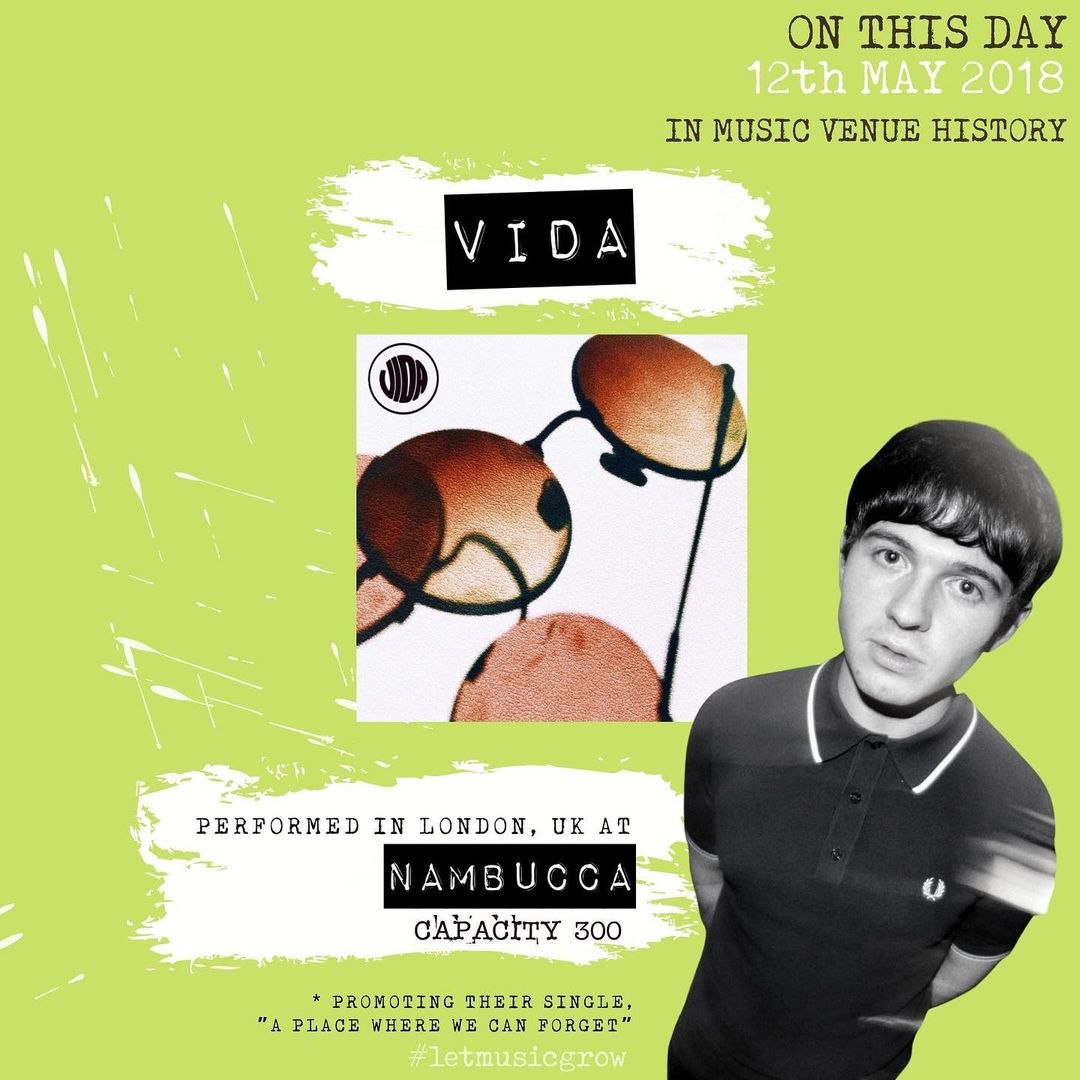 ON THIS DAY
12th MAY 2018
IN MUSIC VENUE HISTORY
VIDA
VIDA
PERFORMED IN LONDON, UK AT
NAMBUCCA
CAPACITY 300
* PROMOTING THEIR SINGLE,
"A PLACE WHERE WE CAN FORGET"
#letmusicgrow